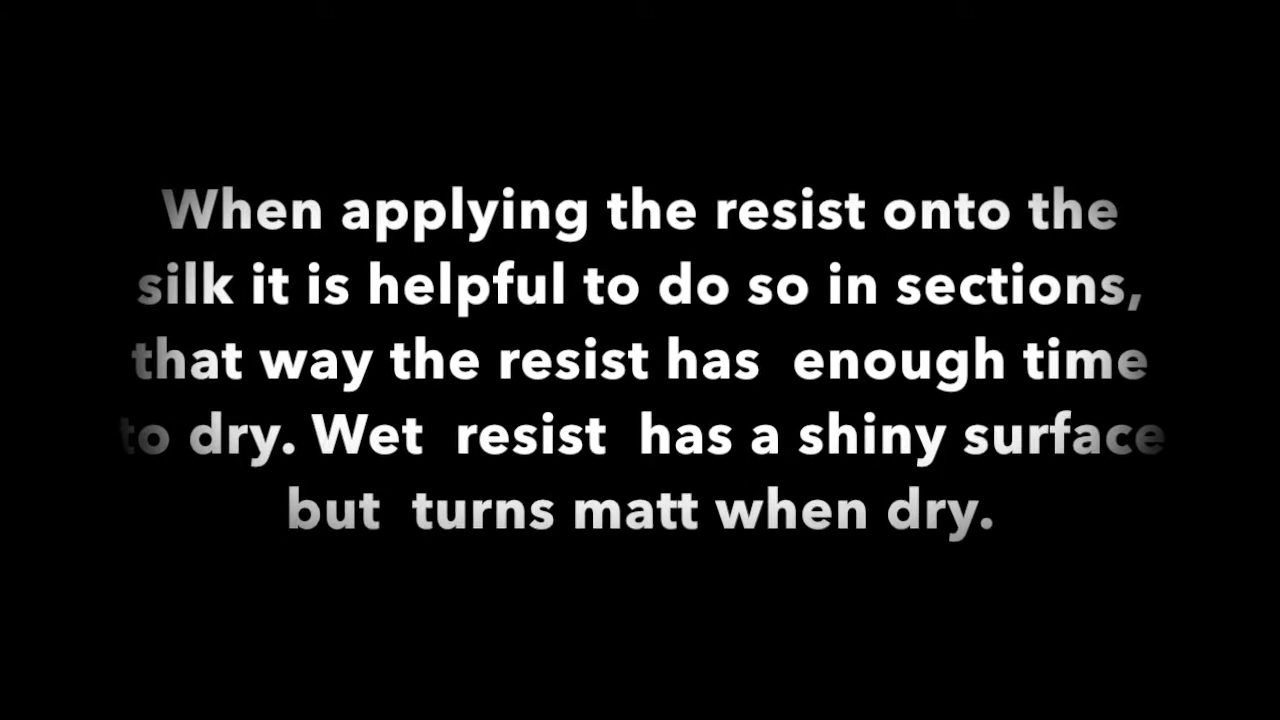 When applying the resist onto the
silk it is helpful to do so in sections,
that way the resist has  enough time
to dry. Wet  resist  has a shiny surface
but  turns matt when dry.